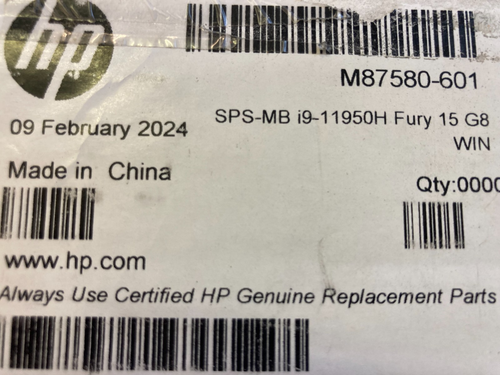 hp
M87580-601
SPS-MB i9-11950H Fury 15 G8
WIN
09 February 2024
Made in China
Qty:0000
www.hp.com
Always Use Certified HP Genuine Replacement Parts